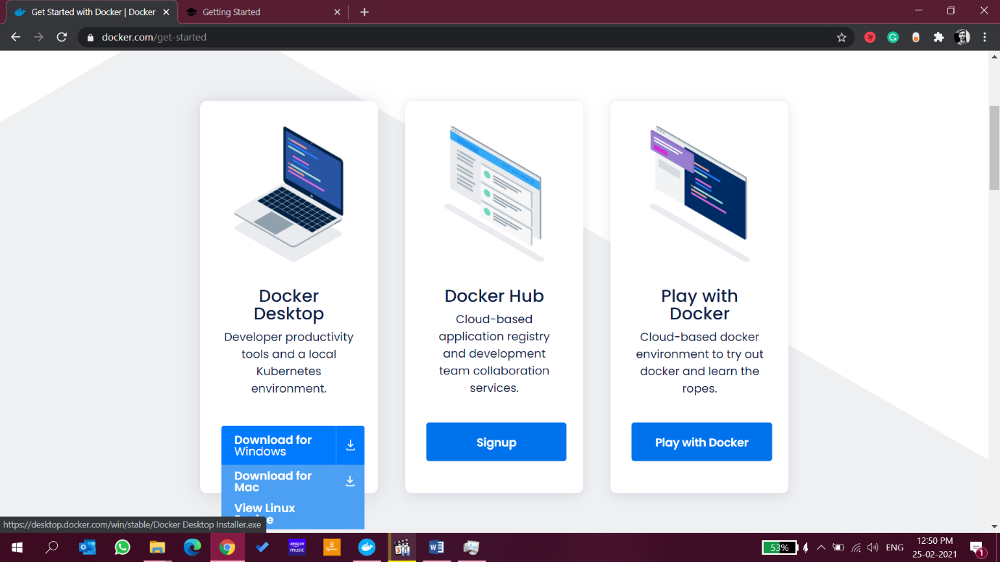 Get Started with Docker | Docker
Getting Started
docker.com/get-started
Docker
Desktop
Developer productivity
tools and a local
Kubernetes
environment.
Download for
Windows
Download for
Mac
View Linux
Docker Hub
Cloud-based
application registry
and development
team collaboration
services.
Signup
Play with
Docker
Cloud-based docker
environment to try out
docker and learn the
ropes.
Play with Docker
https://desktop.docker.com/win/stable/Docker Desktop Installer.exe
amazon
music
53%
ENG
12:50 PM
25-02-2021
1